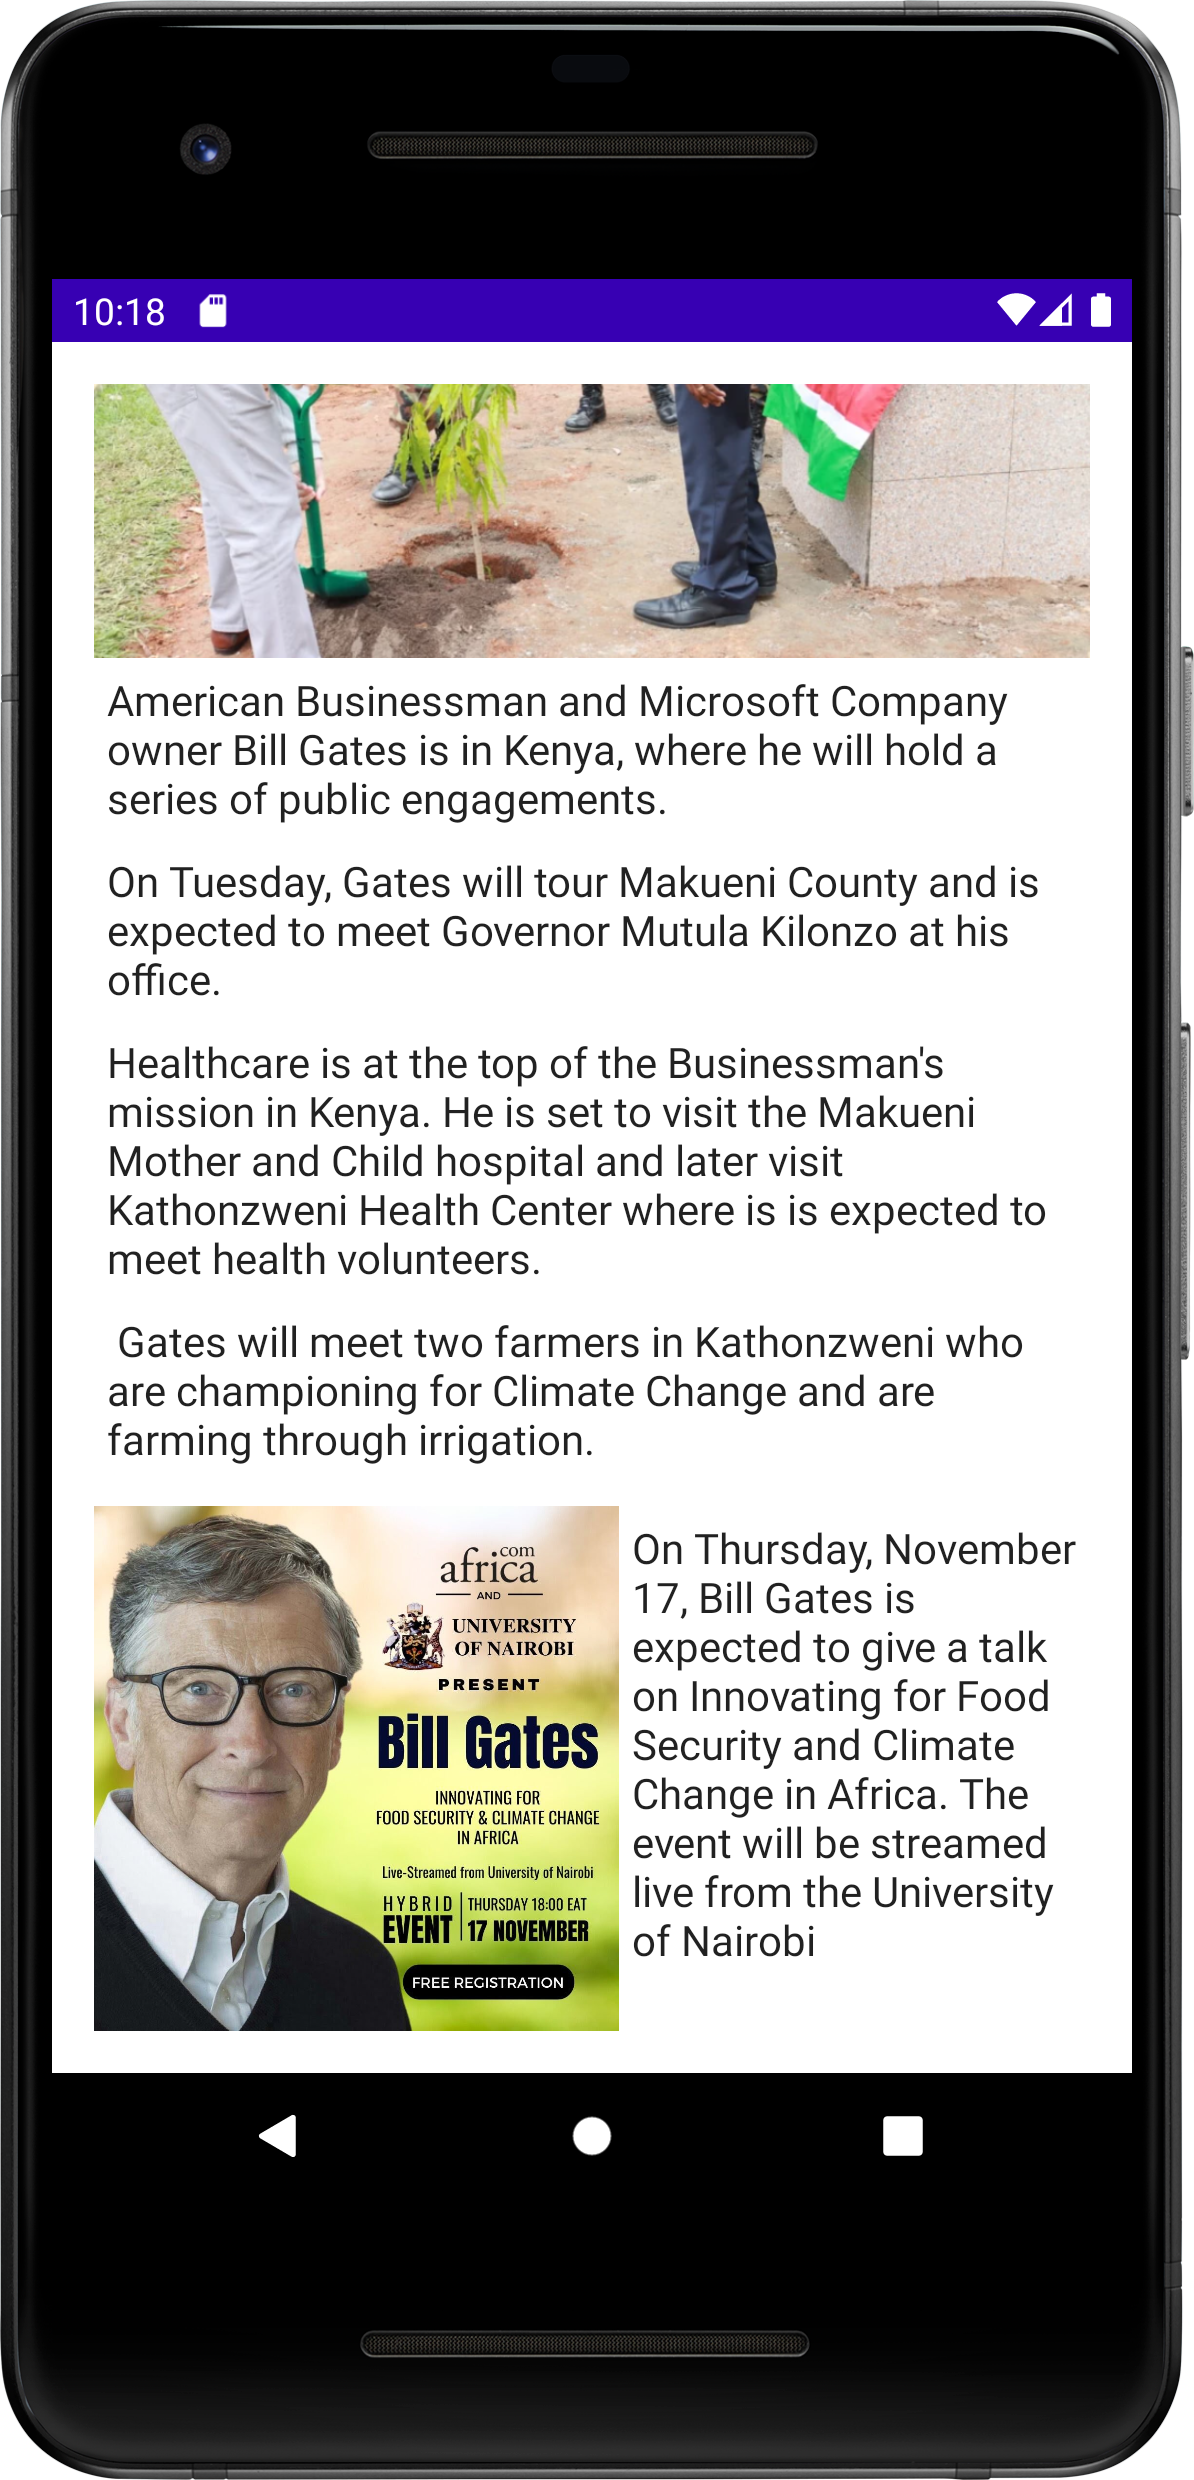 10:18
American Businessman and Microsoft Company
owner Bill Gates is in Kenya, where he will hold a
series of public engagements.
On Tuesday, Gates will tour Makueni County and is
expected to meet Governor Mutula Kilonzo at his
office.
Healthcare is at the top of the Businessman's
mission in Kenya. He is set to visit the Makueni
Mother and Child hospital and later visit
Kathonzweni Health Center where is is expected to
meet health volunteers.
Gates will meet two farmers in Kathonzweni who
are championing for Climate Change and are
farming through irrigation.
africa.com
AND
UNIVERSITY
OF NAIROBI
PRESENT
Bill Gates
INNOVATING FOR
FOOD SECURITY & CLIMATE CHANGE
IN AFRICA
Live-Streamed from University of Nairobi
HYBRID
EVENT
THURSDAY 18:00 EAT
17 NOVEMBER
FREE REGISTRATION
On Thursday, November
17, Bill Gates is
expected to give a talk
on Innovating for Food
Security and Climate
Change in Africa. The
event will be streamed
live from the University
of Nairobi